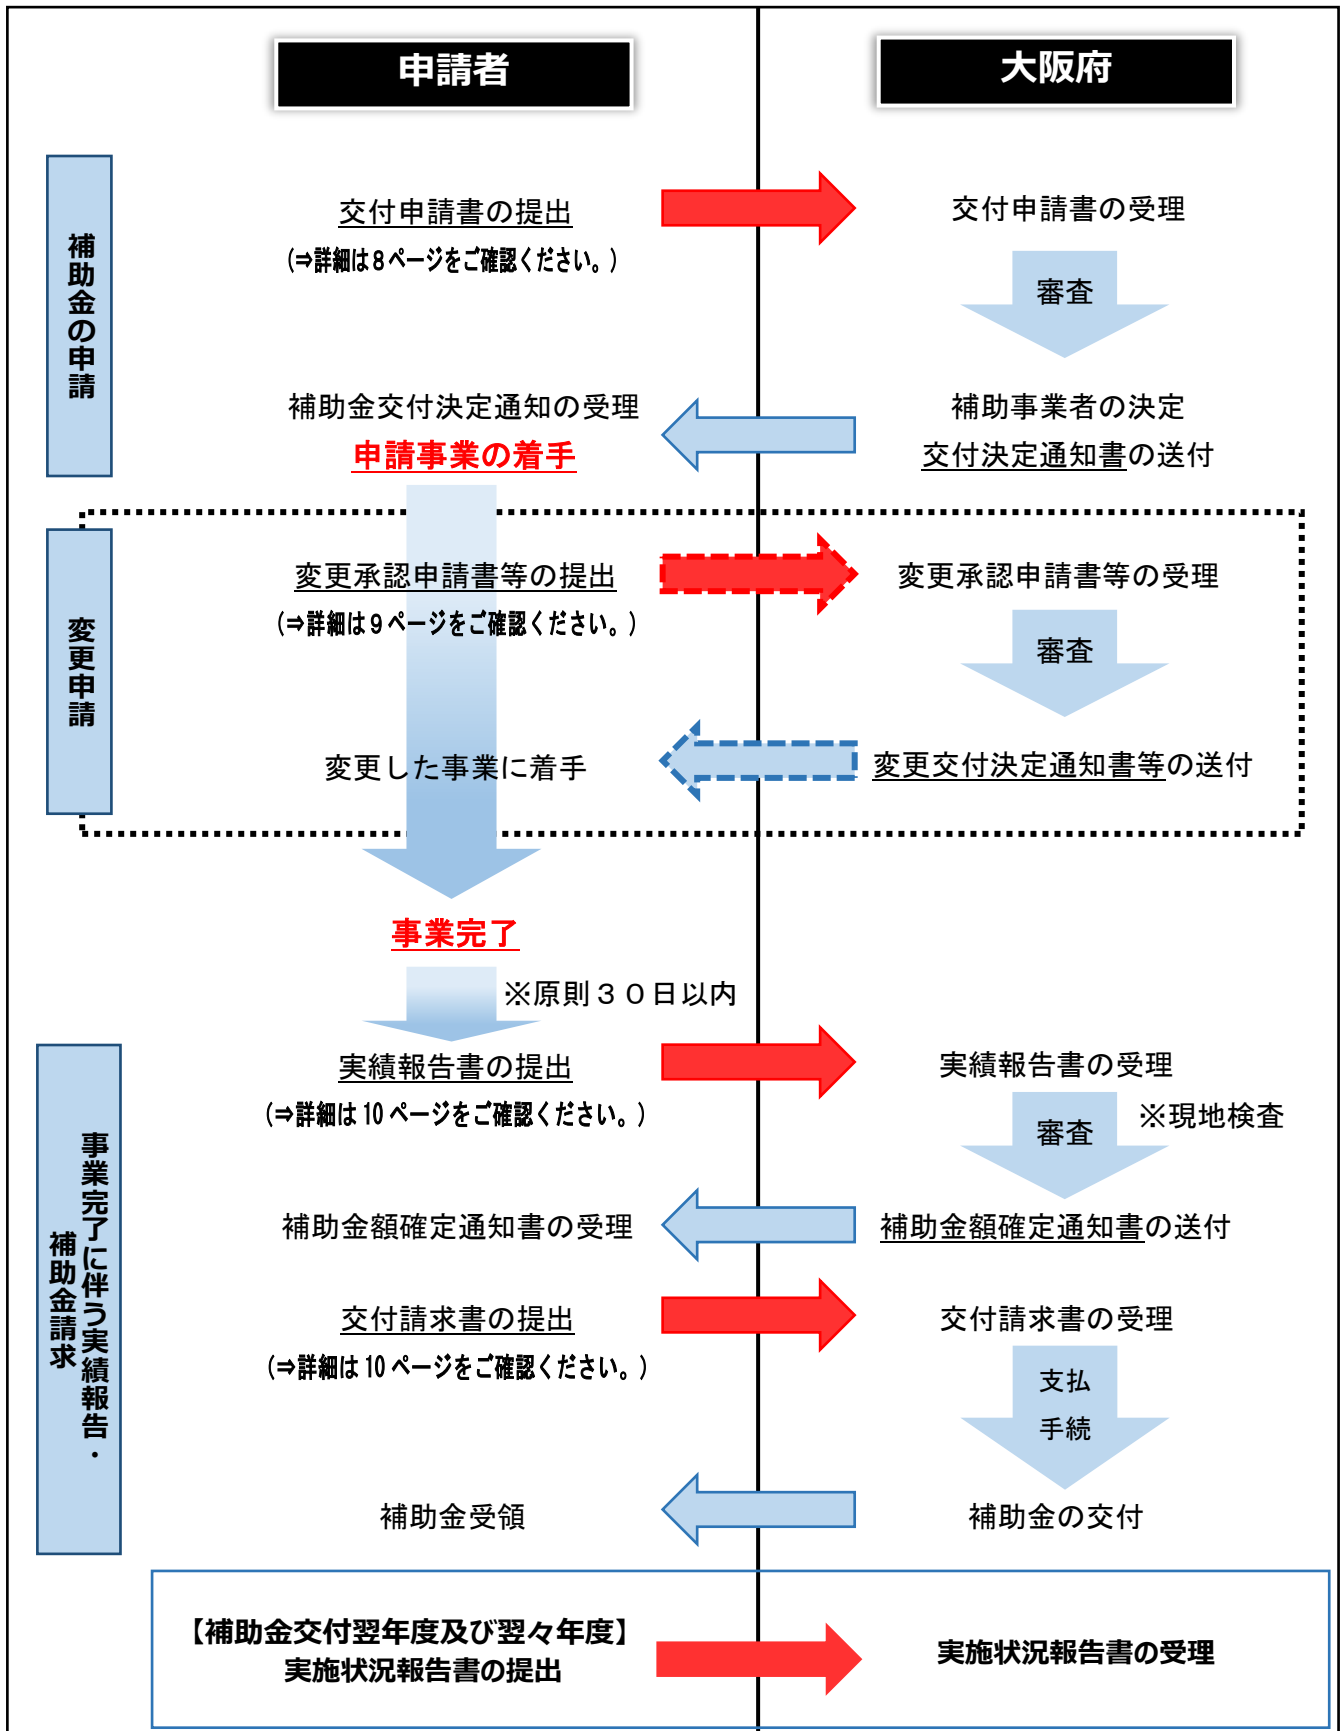 申請者
大阪府
補助金の申請
交付申請書の提出
(⇒詳細は８ページをご確認ください。)
交付申請書の受理
審査
補助金交付決定通知の受理
申請事業の着手
補助事業者の決定
交付決定通知書の送付
変更申請
変更承認申請書等の提出
(⇒詳細は９ページをご確認ください。)
変更承認申請書等の受理
審査
変更した事業に着手
変更交付決定通知書等の送付
事業完了
※原則３０日以内
事業完了に伴う実績報告・
補助金請求
実績報告書の提出
(⇒詳細は 10 ページをご確認ください。)
実績報告書の受理
審査
※現地検査
補助金額確定通知書の受理
補助金額確定通知書の送付
交付請求書の提出
(⇒詳細は 10 ページをご確認ください。)
交付請求書の受理
支払
手続
補助金受領
補助金の交付
【補助金交付翌年度及び翌々年度】
実施状況報告書の提出
実施状況報告書の受理